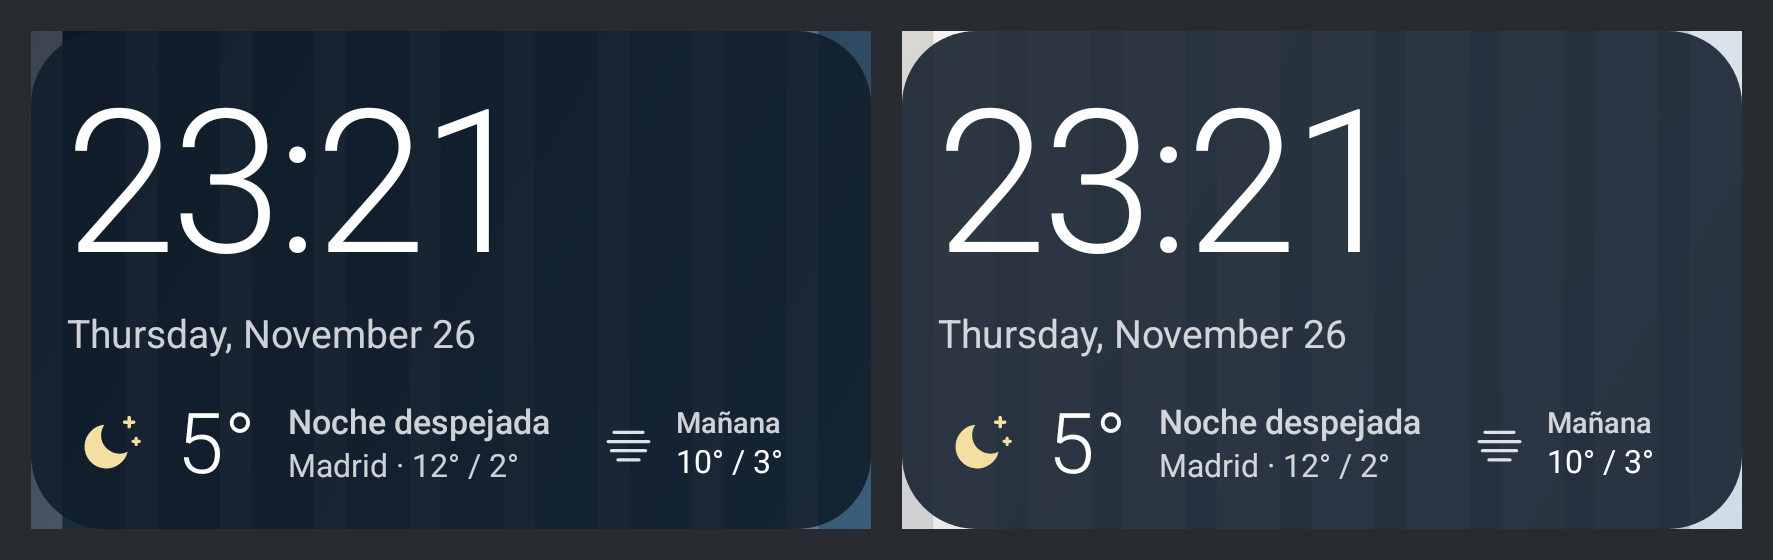 23:21
Thursday, November 26
5°
Noche despejada
Madrid · 12° / 2°
Mañana
10° / 3°
23:21
Thursday, November 26
5°
Noche despejada
Madrid · 12° / 2°
Mañana
10° / 3°